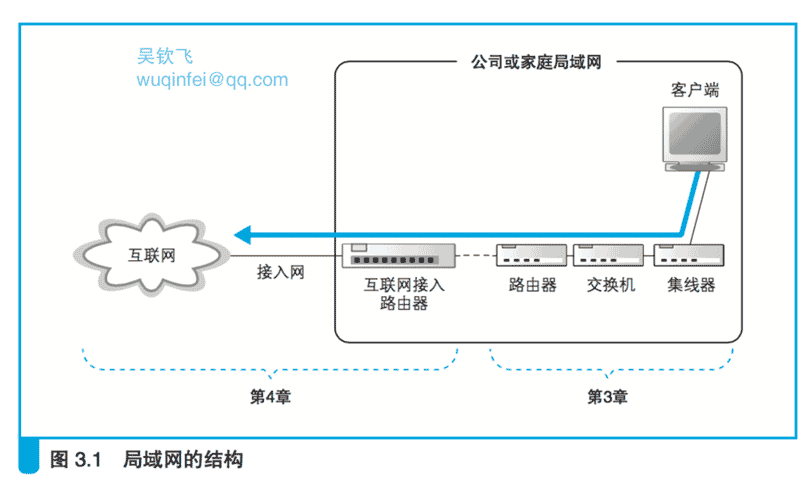 吴钦飞
wuqinfei@qq.com
公司或家庭局域网
客户端
互联网
接入网
互联网接入
路由器
路由器
交换机
集线器
第4章
第3章
图 3.1 局域网的结构